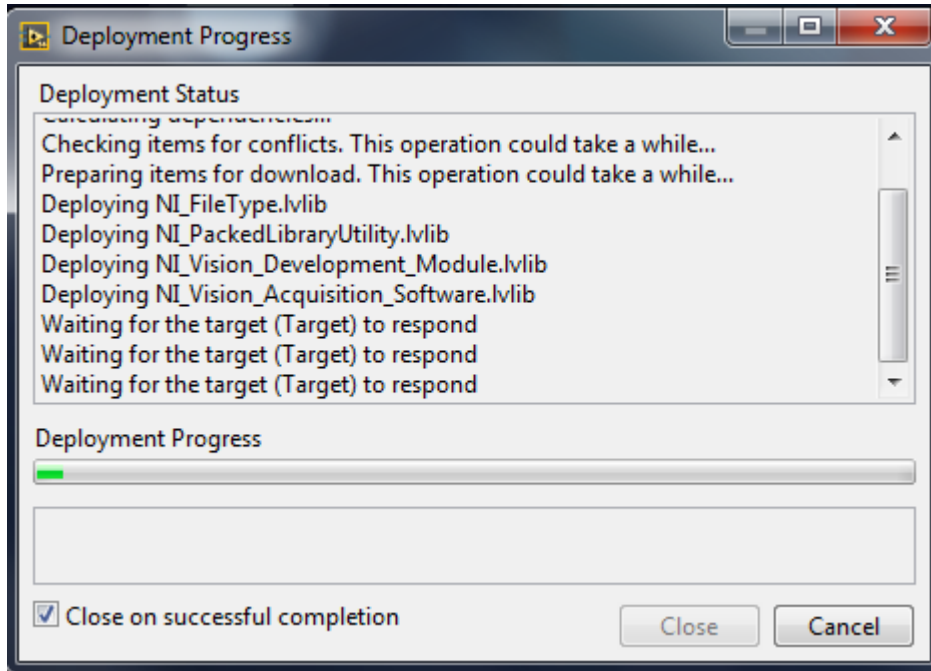 Deployment Progress
Deployment Status
Calculating dependencies...
Checking items for conflicts. This operation could take a while...
Preparing items for download. This operation could take a while...
Deploying NI_FileType.lvlib
Deploying NI_PackedLibraryUtility.lvlib
Deploying NI_Vision_Development_Module.lvlib
Deploying NI_Vision_Acquisition_Software.lvlib
Waiting for the target (Target) to respond
Waiting for the target (Target) to respond
Waiting for the target (Target) to respond
Deployment Progress
Close on successful completion
Close
Cancel